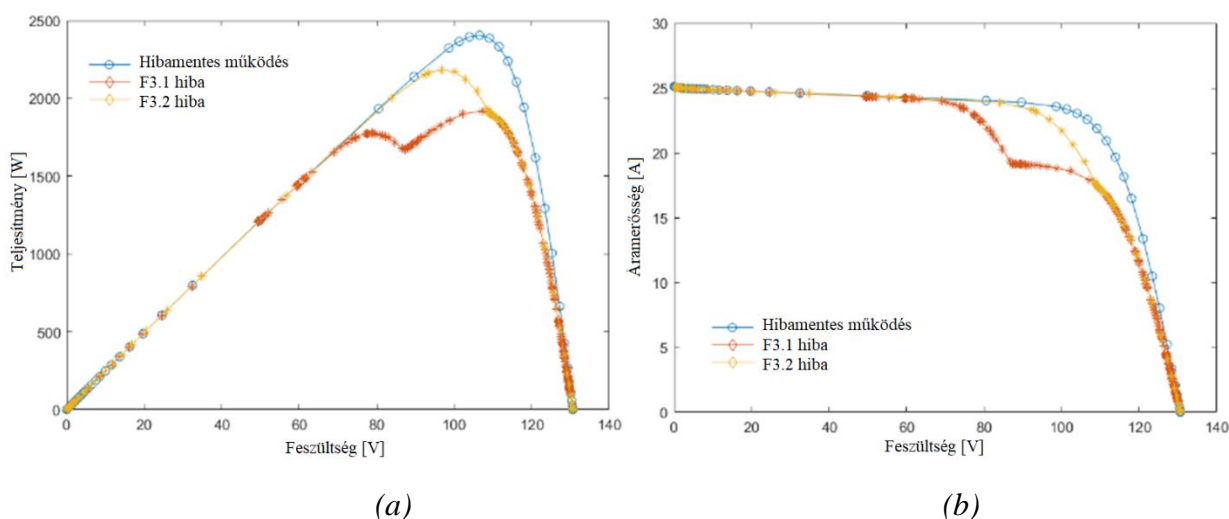 2500
2000
1500
1000
500
0
0 20 40 60 80 100 120 140
Teljesítmény [W]
Feszültség [V]
Hibamentes működés
F3.1 hiba
F3.2 hiba
(a)
30
25
20
15
10
5
0
0 20 40 60 80 100 120 140
Áramerősség [A]
Feszültség [V]
Hibamentes működés
F3.1 hiba
F3.2 hiba
(b)